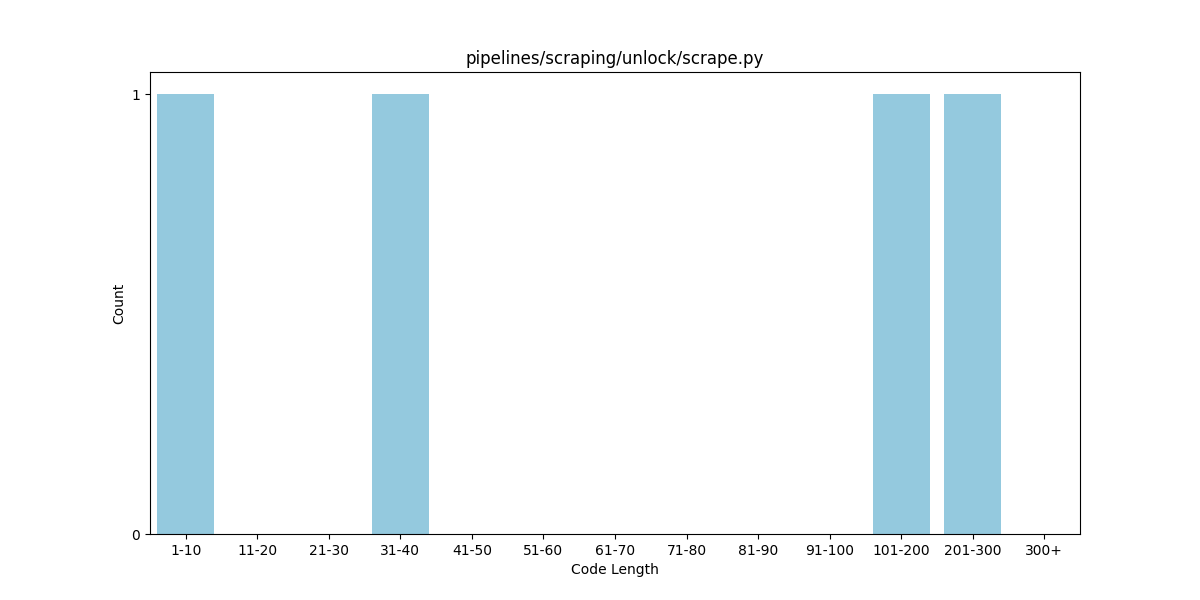 pipelines/scraping/unlock/scrape.py
1
Count
0
1-10 11-20 21-30 31-40 41-50 51-60 61-70 71-80 81-90 91-100 101-200 201-300 300+
Code Length